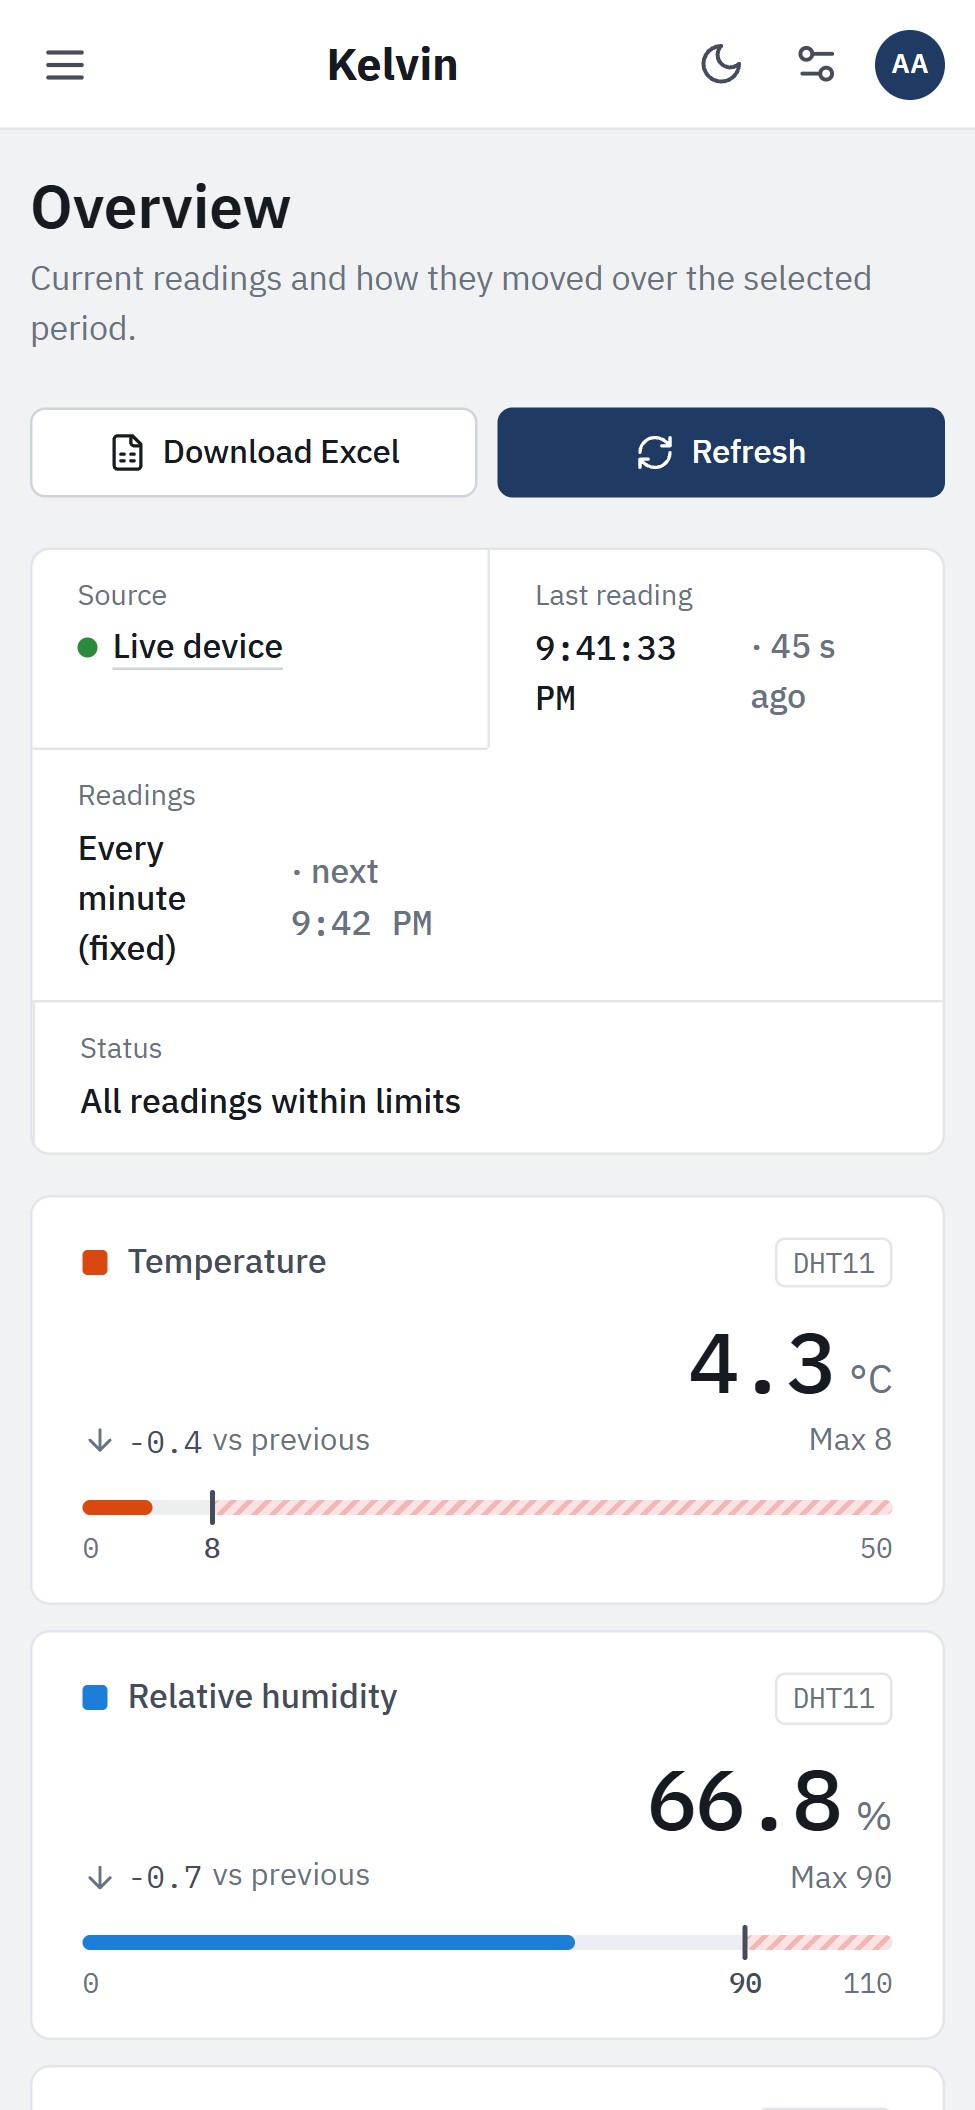 Kelvin
AA
Overview
Current readings and how they moved over the selected
period.
Download Excel
Refresh
Source
Live device
Last reading
9:41:33 PM · 45 s ago
Readings
Every minute (fixed) · next 9:42 PM
Status
All readings within limits
Temperature
DHT11
4.3 °C
-0.4 vs previous
Max 8
0 8 50
Relative humidity
DHT11
66.8 %
-0.7 vs previous
Max 90
0 90 110